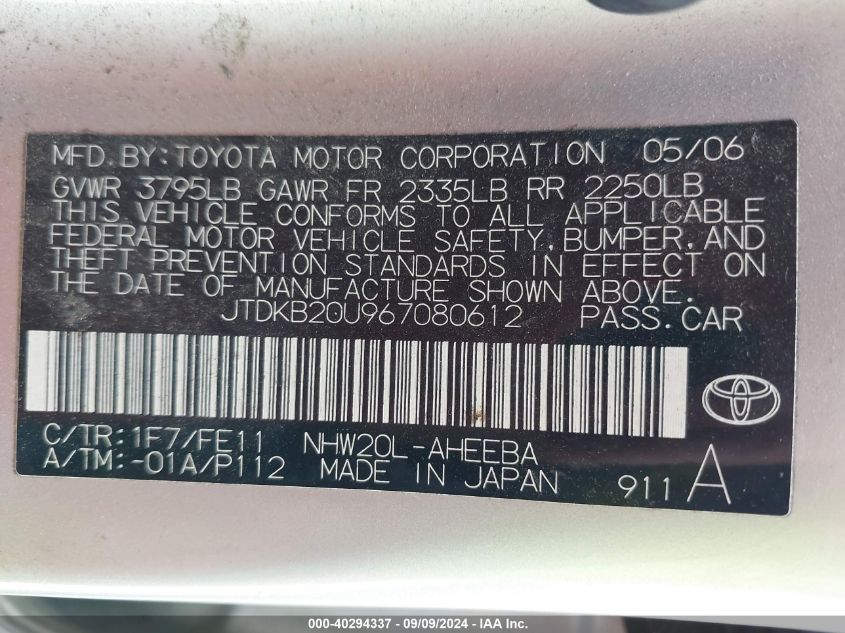 MFD. BY: TOYOTA MOTOR CORPORATION 05/06
GVWR 3795LB GAWR FR 2335LB RR 2250LB
THIS VEHICLE CONFORMS TO ALL APPLICABLE
FEDERAL MOTOR VEHICLE SAFETY, BUMPER, AND
THEFT PREVENTION STANDARDS IN EFFECT ON
THE DATE OF MANUFACTURE SHOWN ABOVE.
JTDKB20U967080612 PASS. CAR
C/TR: 1F7/FE11 NHW20L-AHEEBA
A/TM: -01A/P112 MADE IN JAPAN 911 A
000-40294337 - 09/09/2024 - IAA Inc.